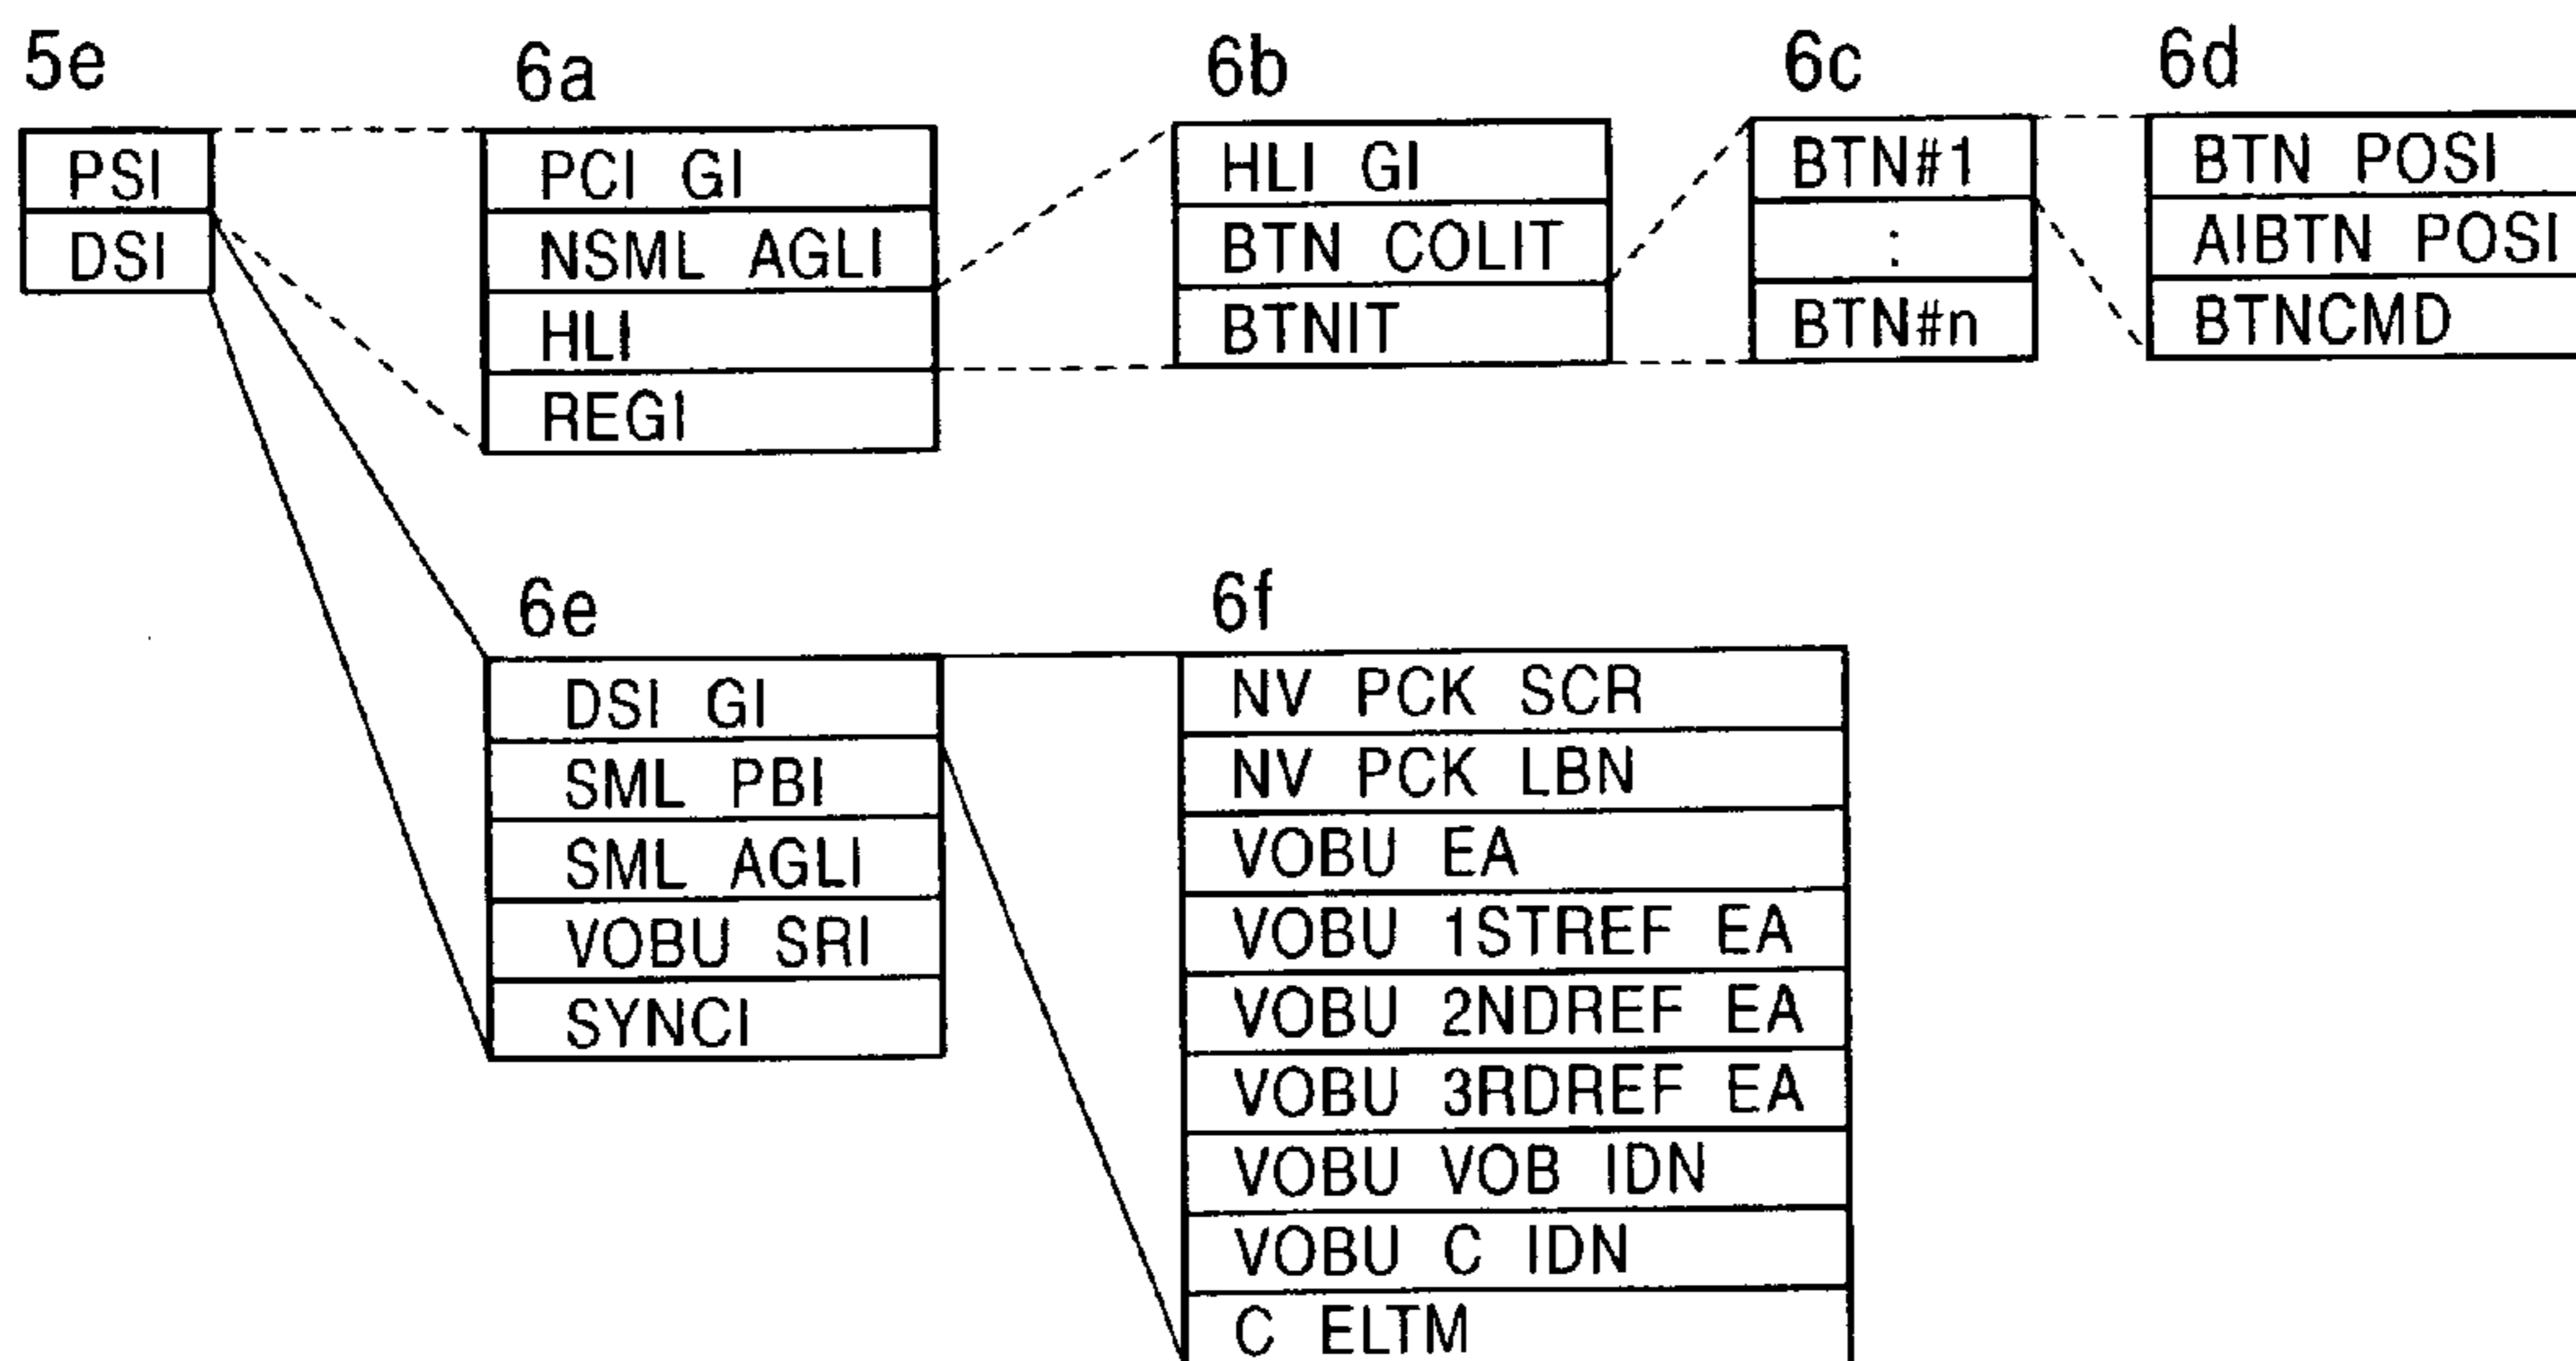 5e
PSI
DSI
6a
PCI GI
NSML AGLI
HLI
REGI
6b
HLI GI
BTN COLIT
BTNIT
6c
BTN#1
:
BTN#n
6d
BTN POSI
AIBTN POSI
BTNCMD
6e
DSI GI
SML PBI
SML AGLI
VOBU SRI
SYNCI
6f
NV PCK SCR
NV PCK LBN
VOBU EA
VOBU 1STREF EA
VOBU 2NDREF EA
VOBU 3RDREF EA
VOBU VOB IDN
VOBU C IDN
C ELTM